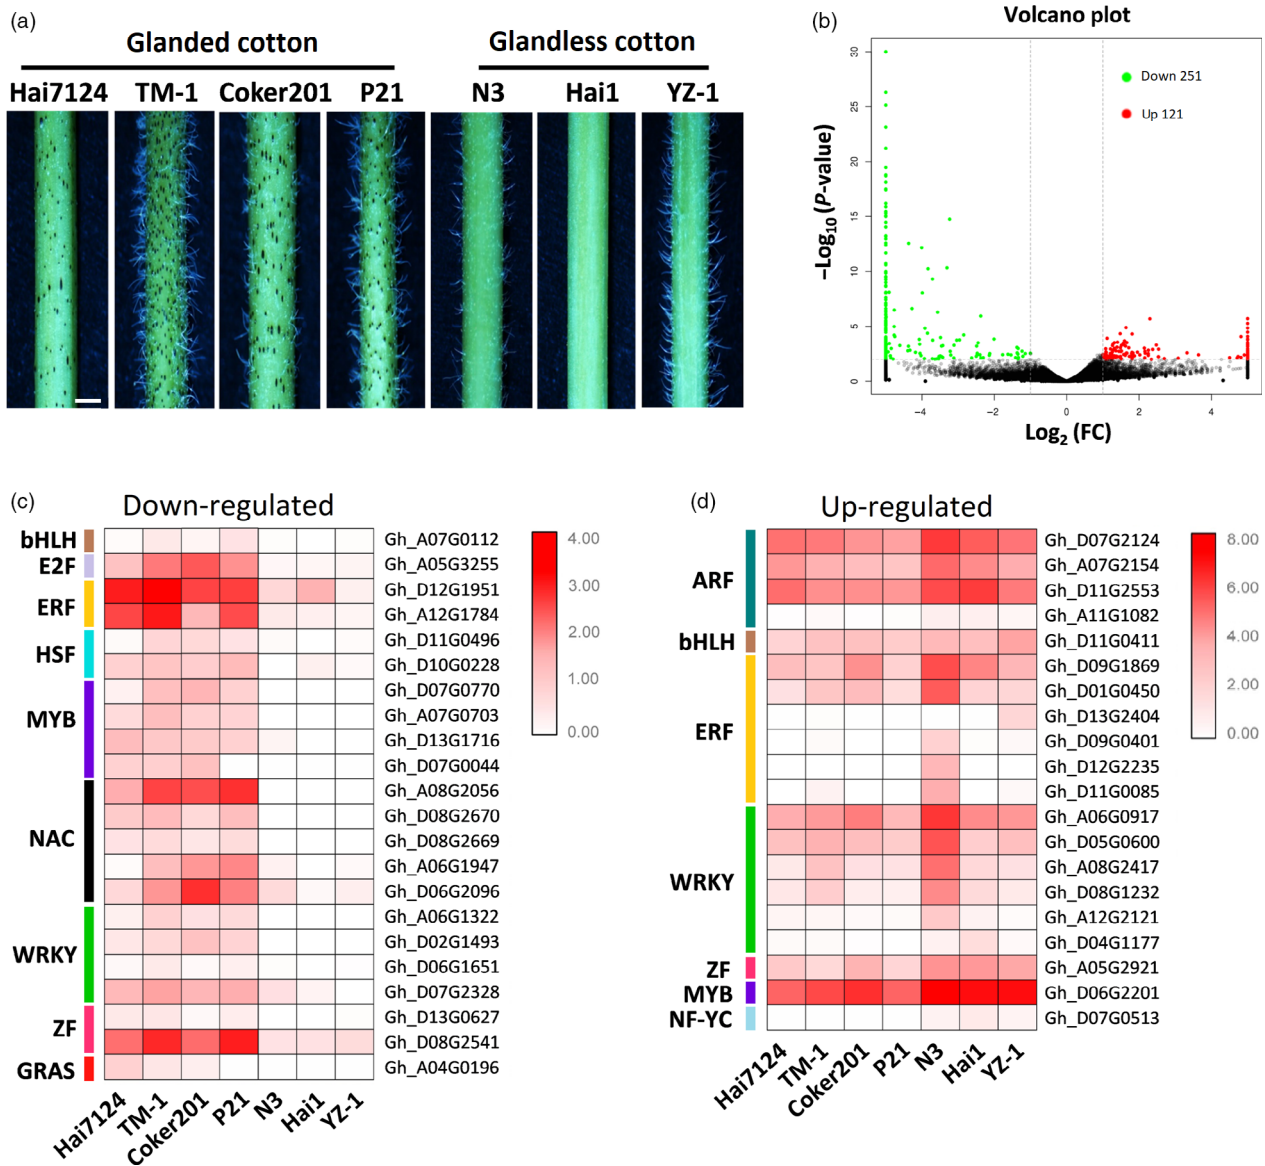 (a)
Glanded cotton
Glandless cotton
Hai7124 TM-1 Coker201 P21 N3 Hai1 YZ-1
(b)
Volcano plot
Down 251
Up 121
30
25
20
15
10
5
0
−Log10 (P-value)
−4 −2 0 2 4
Log2 (FC)
(c)
Down-regulated
bHLH
E2F
ERF
HSF
MYB
NAC
WRKY
ZF
GRAS
Gh_A07G0112
Gh_A05G3255
Gh_D12G1951
Gh_A12G1784
Gh_D11G0496
Gh_D10G0228
Gh_D07G0770
Gh_A07G0703
Gh_D13G1716
Gh_D07G0044
Gh_A08G2056
Gh_D08G2670
Gh_D08G2669
Gh_A06G1947
Gh_D06G2096
Gh_A06G1322
Gh_D02G1493
Gh_D06G1651
Gh_D07G2328
Gh_D13G0627
Gh_D08G2541
Gh_A04G0196
4.00
3.00
2.00
1.00
0.00
Hai7124 TM-1 Coker201 P21 N3 Hai1 YZ-1
(d)
Up-regulated
ARF
bHLH
ERF
WRKY
ZF
MYB
NF-YC
Gh_D07G2124
Gh_A07G2154
Gh_D11G2553
Gh_A11G1082
Gh_D11G0411
Gh_D09G1869
Gh_D01G0450
Gh_D13G2404
Gh_D09G0401
Gh_D12G2235
Gh_D11G0085
Gh_A06G0917
Gh_D05G0600
Gh_A08G2417
Gh_D08G1232
Gh_A12G2121
Gh_D04G1177
Gh_A05G2921
Gh_D06G2201
Gh_D07G0513
8.00
6.00
4.00
2.00
0.00
Hai7124 TM-1 Coker201 P21 N3 Hai1 YZ-1